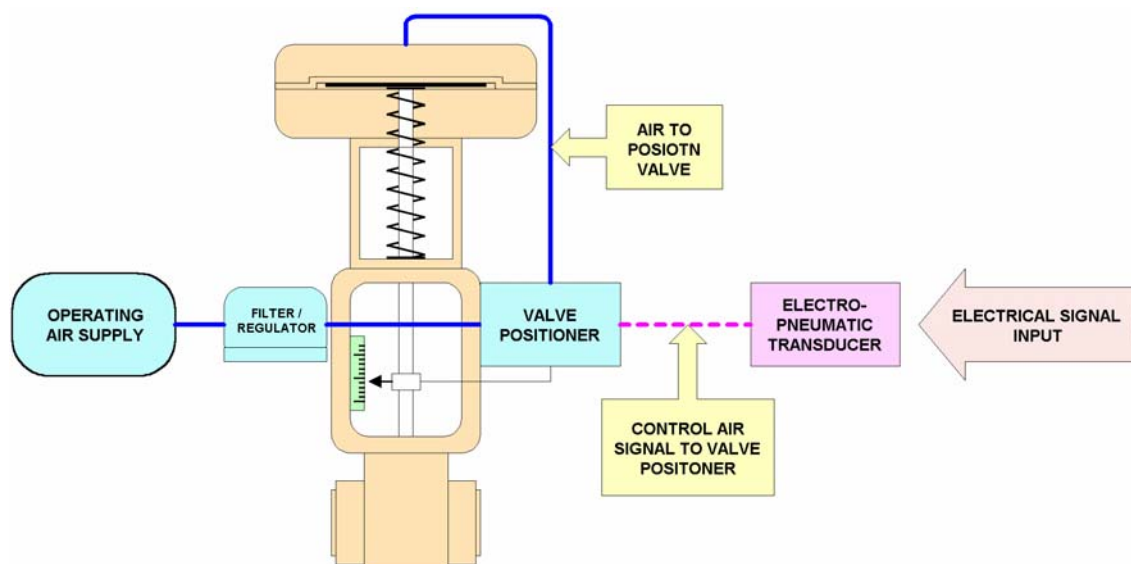 AIR TO
POSIOTN
VALVE
OPERATING
AIR SUPPLY
FILTER /
REGULATOR
VALVE
POSITIONER
ELECTRO-
PNEUMATIC
TRANSDUCER
ELECTRICAL SIGNAL
INPUT
CONTROL AIR
SIGNAL TO VALVE
POSITONER